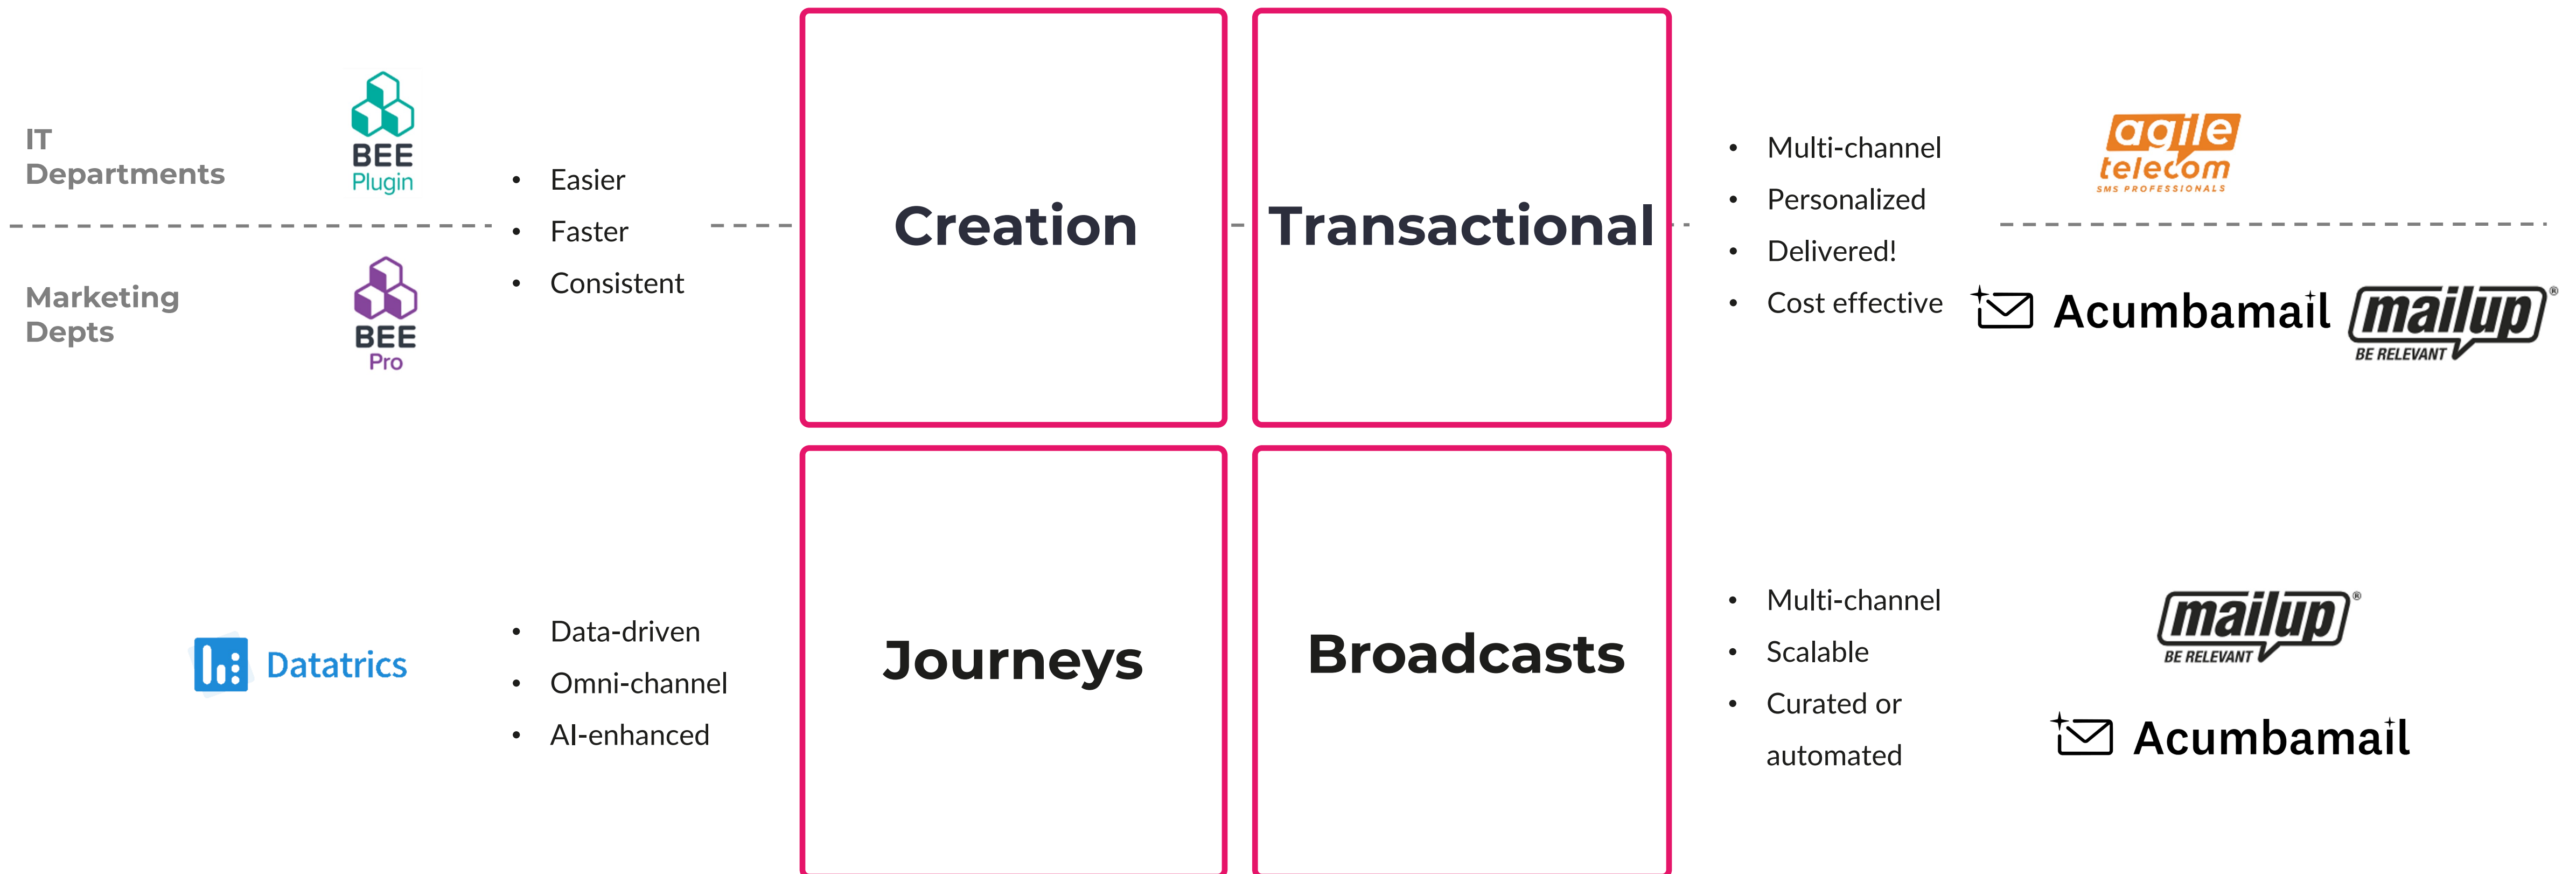 IT
Departments
BEE
Plugin
Marketing
Depts
BEE
Pro
• Easier
• Faster
• Consistent
Creation
Transactional
• Multi-channel
• Personalized
• Delivered!
• Cost effective
agile
telecom
SMS PROFESSIONALS
Acumbamail
mailup®
BE RELEVANT
Datatrics
• Data-driven
• Omni-channel
• AI-enhanced
Journeys
Broadcasts
• Multi-channel
• Scalable
• Curated or
automated
mailup®
BE RELEVANT
Acumbamail